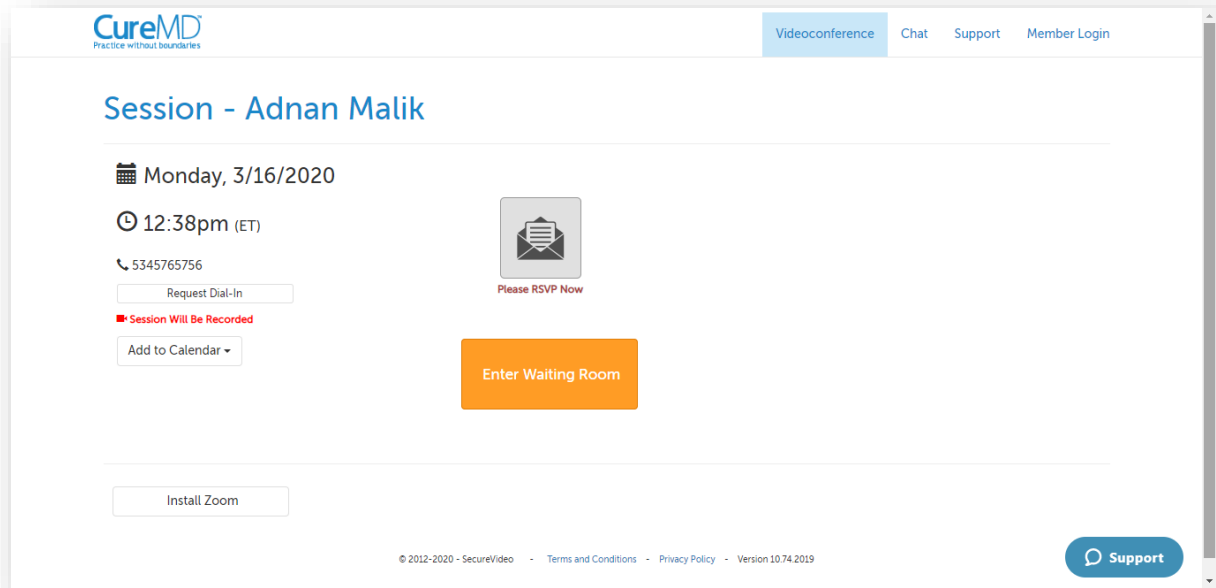 CureMD
Practice without boundaries
Videoconference Chat Support Member Login
Session - Adnan Malik
Monday, 3/16/2020
12:38pm (ET)
5345765756
Request Dial-In
Session Will Be Recorded
Add to Calendar
Please RSVP Now
Enter Waiting Room
Install Zoom
© 2012-2020 - SecureVideo - Terms and Conditions - Privacy Policy - Version 10.74.2019
Support